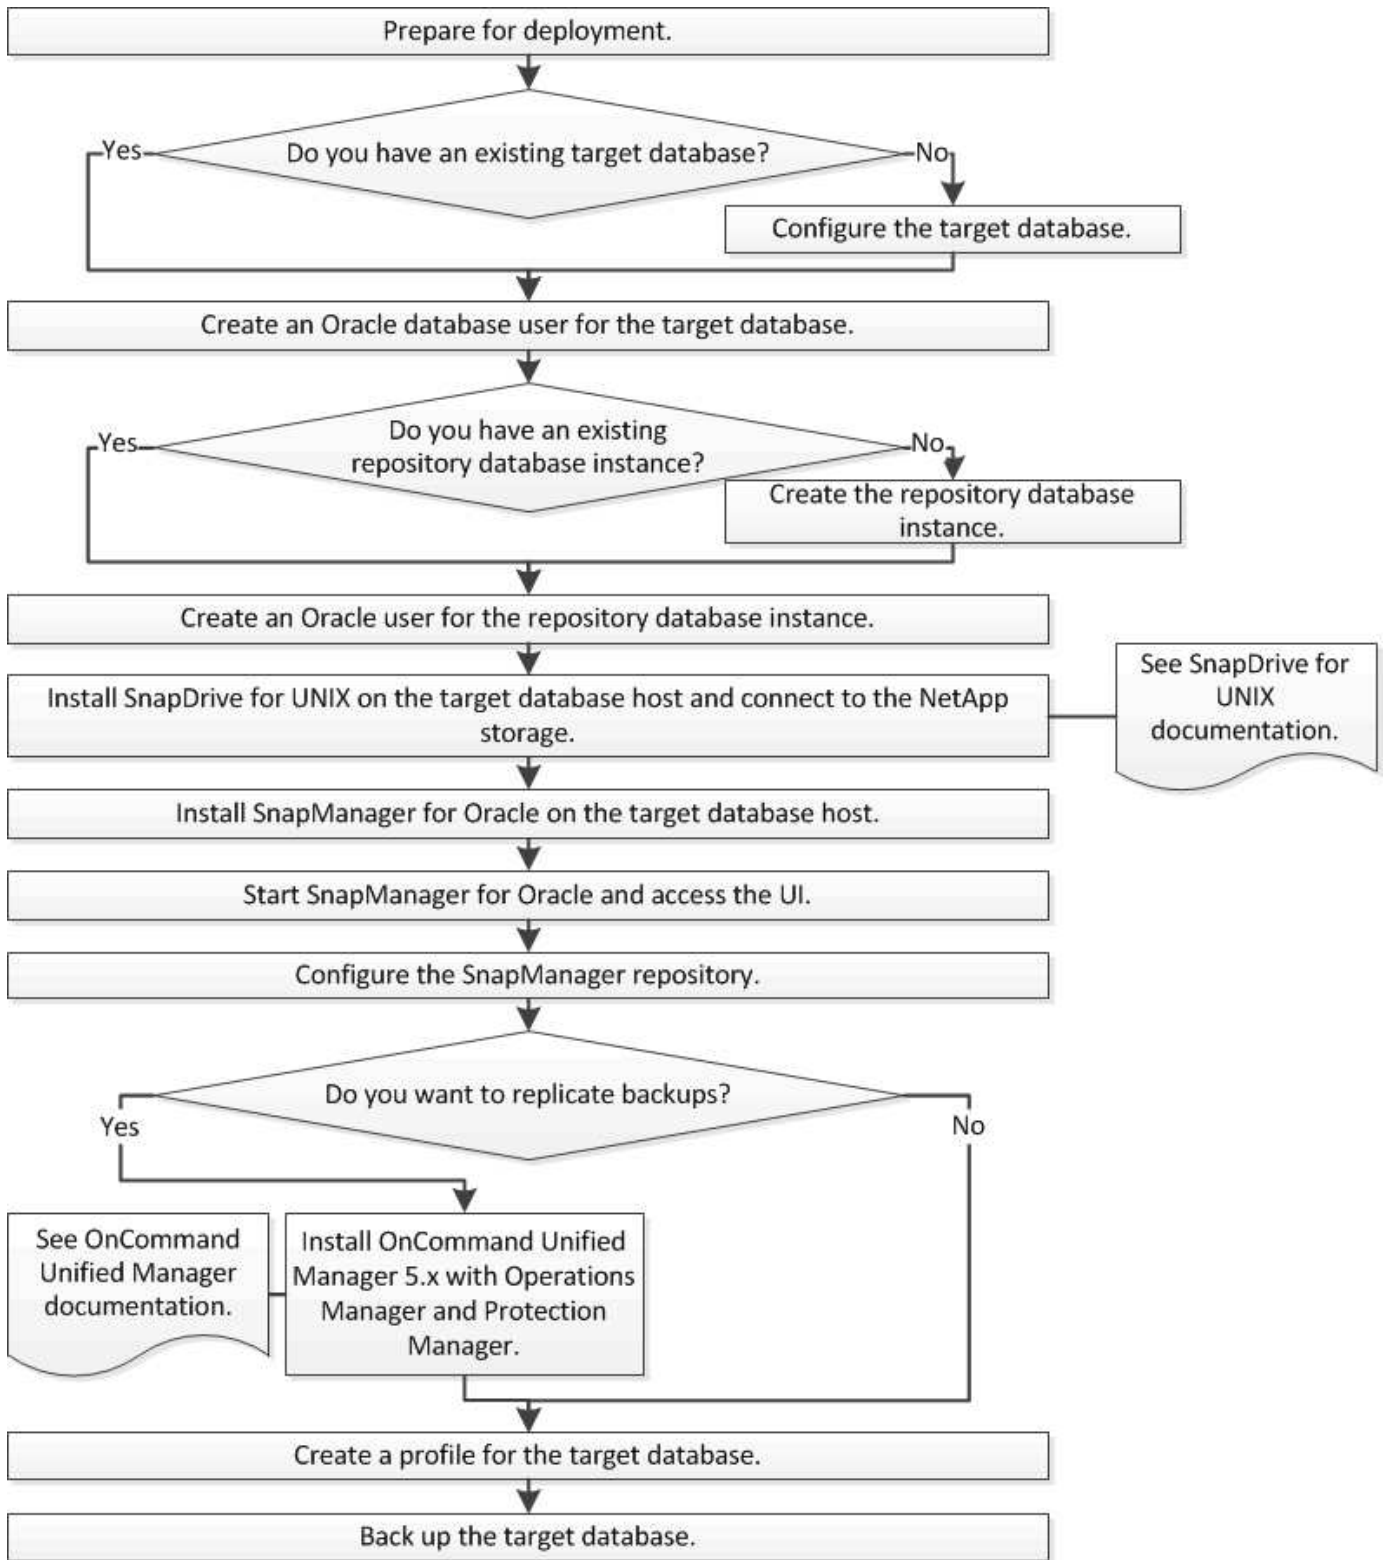 Prepare for deployment.
Do you have an existing target database?
Yes
No
Configure the target database.
Create an Oracle database user for the target database.
Do you have an existing
repository database instance?
Yes
No
Create the repository database
instance.
Create an Oracle user for the repository database instance.
Install SnapDrive for UNIX on the target database host and connect to the NetApp
storage.
See SnapDrive for
UNIX
documentation.
Install SnapManager for Oracle on the target database host.
Start SnapManager for Oracle and access the UI.
Configure the SnapManager repository.
Do you want to replicate backups?
Yes
No
See OnCommand
Unified Manager
documentation.
Install OnCommand Unified
Manager 5.x with Operations
Manager and Protection
Manager.
Create a profile for the target database.
Back up the target database.